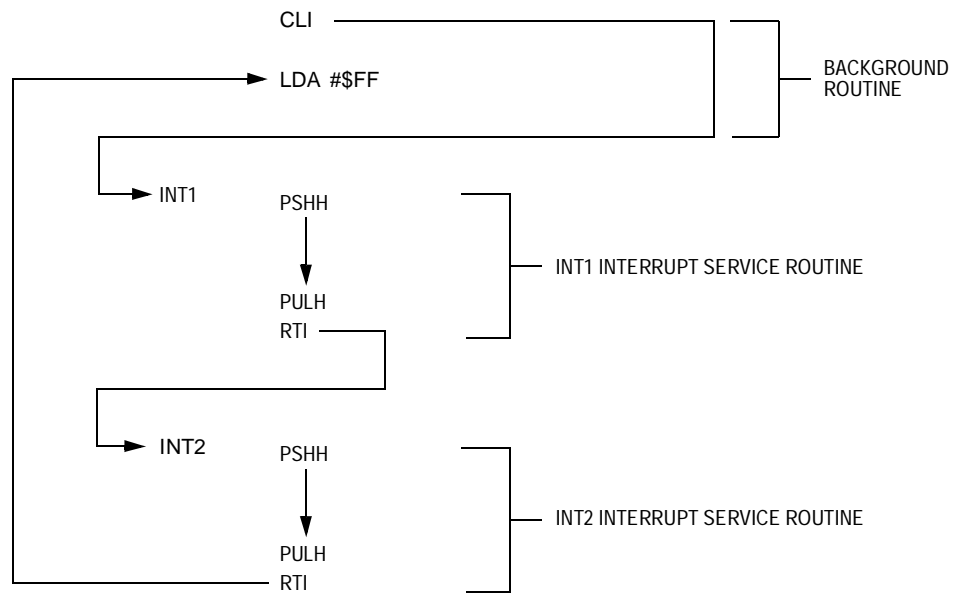 CLI
LDA #$FF
BACKGROUND
ROUTINE
INT1
PSHH
INT1 INTERRUPT SERVICE ROUTINE
PULH
RTI
INT2
PSHH
INT2 INTERRUPT SERVICE ROUTINE
PULH
RTI